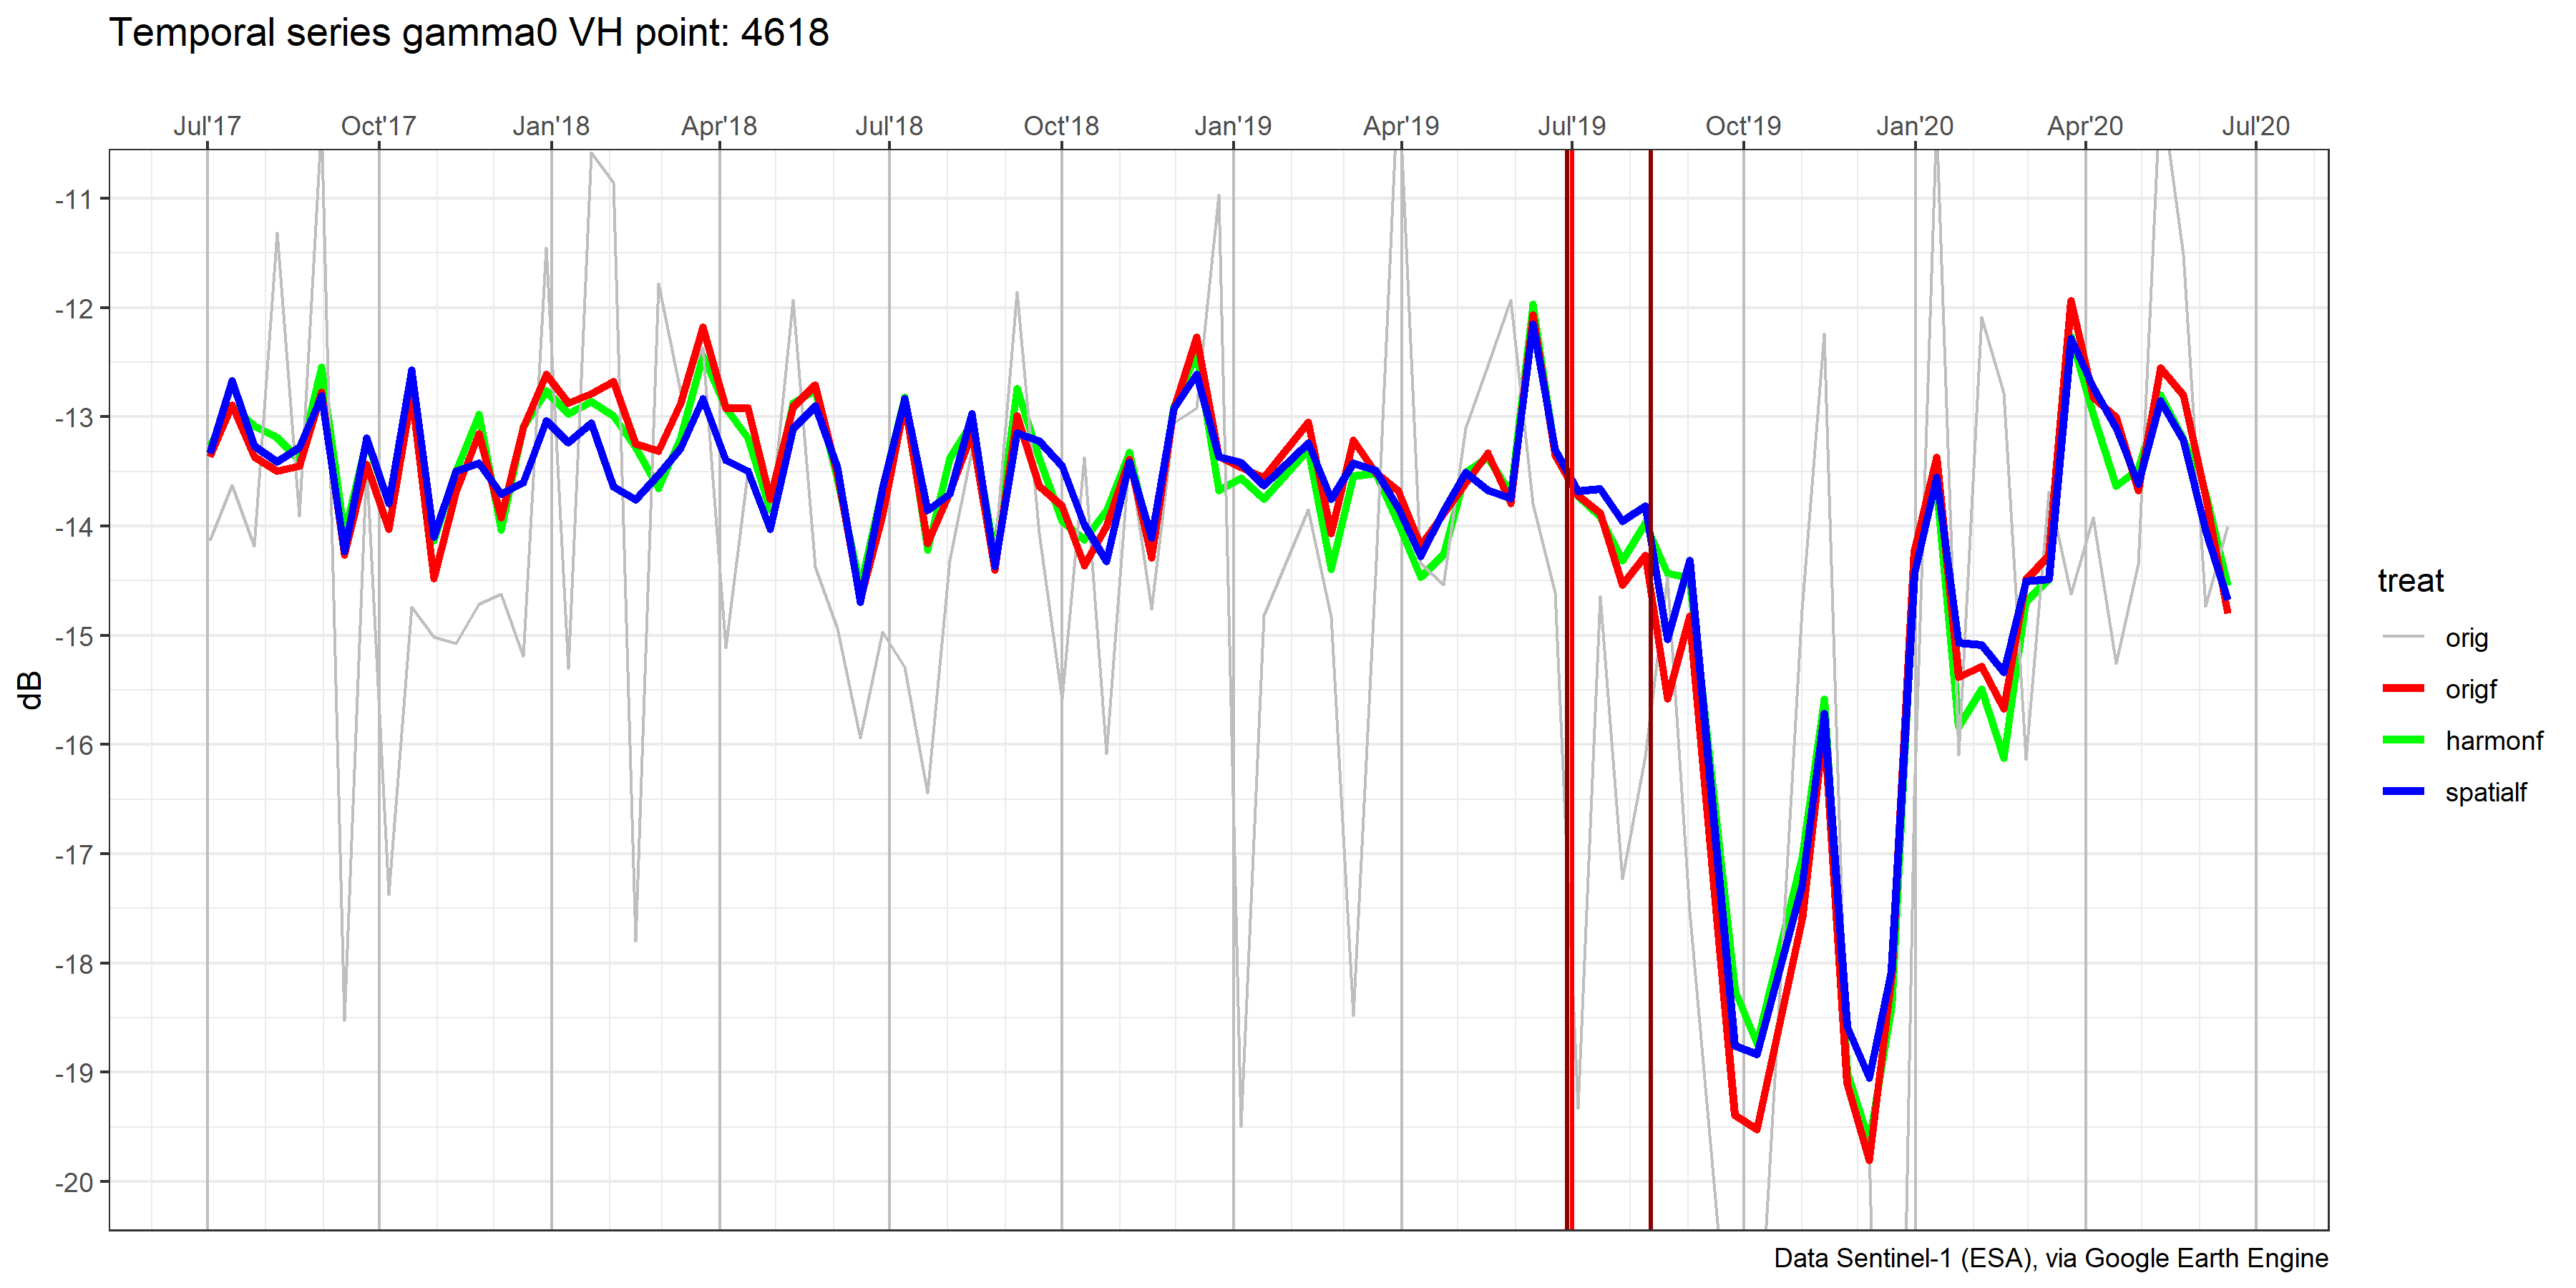 Temporal series gamma0 VH point: 4618
Jul'17 Oct'17 Jan'18 Apr'18 Jul'18 Oct'18 Jan'19 Apr'19 Jul'19 Oct'19 Jan'20 Apr'20 Jul'20
-11
-12
-13
-14
-15
-16
-17
-18
-19
-20
dB
treat
orig
origf
harmonf
spatialf
Data Sentinel-1 (ESA), via Google Earth Engine